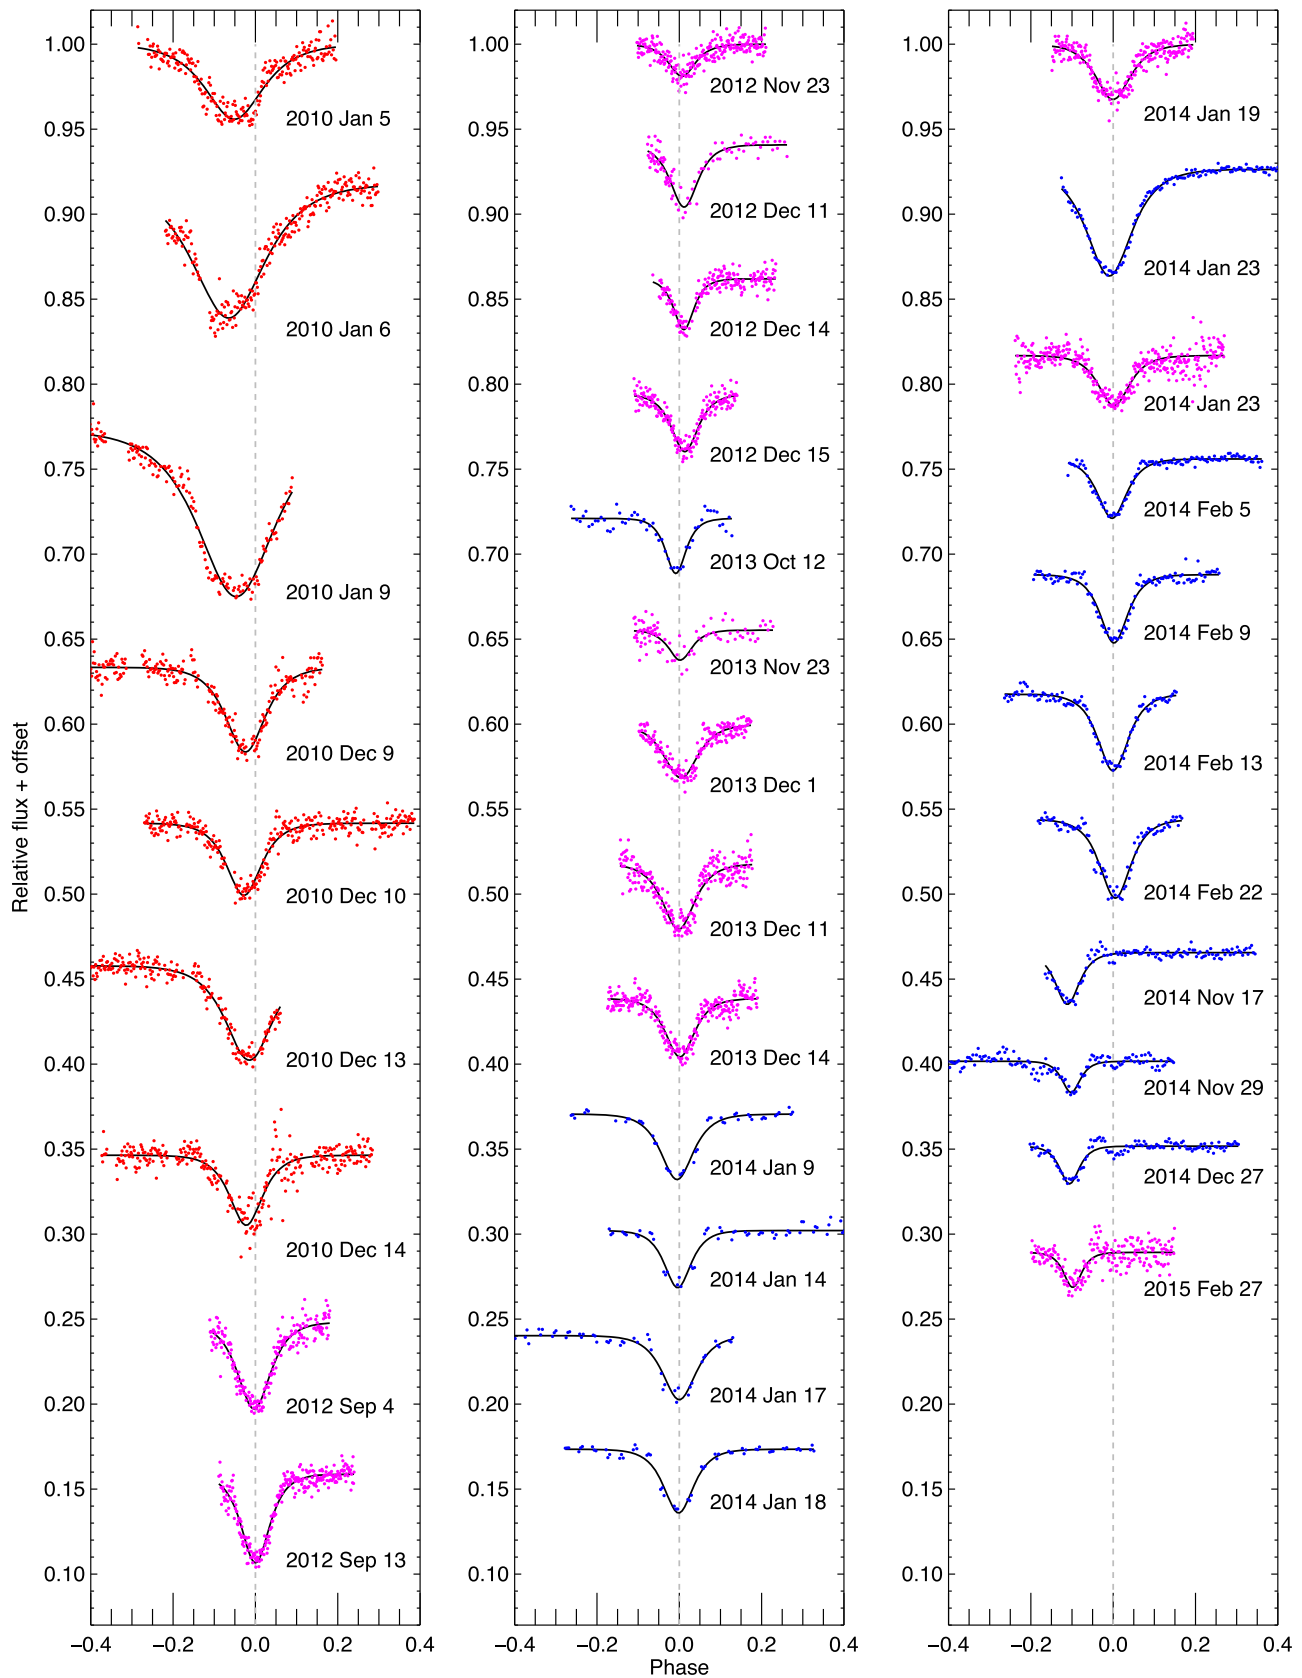 Relative flux + offset
1.00
0.95
0.90
0.85
0.80
0.75
0.70
0.65
0.60
0.55
0.50
0.45
0.40
0.35
0.30
0.25
0.20
0.15
0.10
2010 Jan 5
2010 Jan 6
2010 Jan 9
2010 Dec 9
2010 Dec 10
2010 Dec 13
2010 Dec 14
2012 Sep 4
2012 Sep 13
2012 Nov 23
2012 Dec 11
2012 Dec 14
2012 Dec 15
2013 Oct 12
2013 Nov 23
2013 Dec 1
2013 Dec 11
2013 Dec 14
2014 Jan 9
2014 Jan 14
2014 Jan 17
2014 Jan 18
2014 Jan 19
2014 Jan 23
2014 Jan 23
2014 Feb 5
2014 Feb 9
2014 Feb 13
2014 Feb 22
2014 Nov 17
2014 Nov 29
2014 Dec 27
2015 Feb 27
−0.4 −0.2 0.0 0.2 0.4
−0.2 0.0 0.2 0.4
−0.4 −0.2 0.0 0.2 0.4
Phase